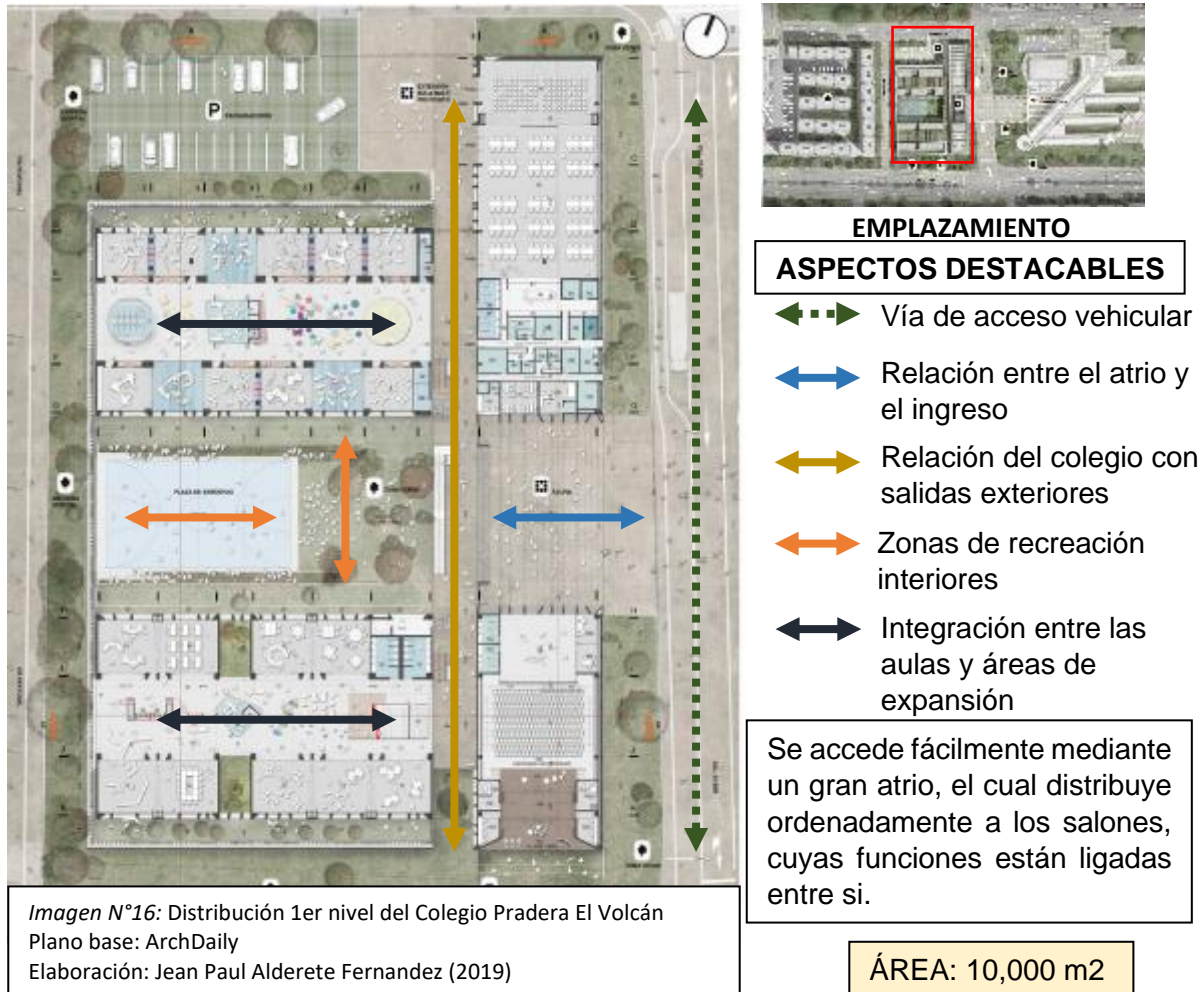 P
EMPLAZAMIENTO
ASPECTOS DESTACABLES
Vía de acceso vehicular
Relación entre el atrio y
el ingreso
Relación del colegio con
salidas exteriores
Zonas de recreación
interiores
Integración entre las
aulas y áreas de
expansión
Se accede fácilmente mediante
un gran atrio, el cual distribuye
ordenadamente a los salones,
cuyas funciones están ligadas
entre si.
Imagen N°16: Distribución 1er nivel del Colegio Pradera El Volcán
Plano base: ArchDaily
Elaboración: Jean Paul Alderete Fernandez (2019)
ÁREA: 10,000 m2